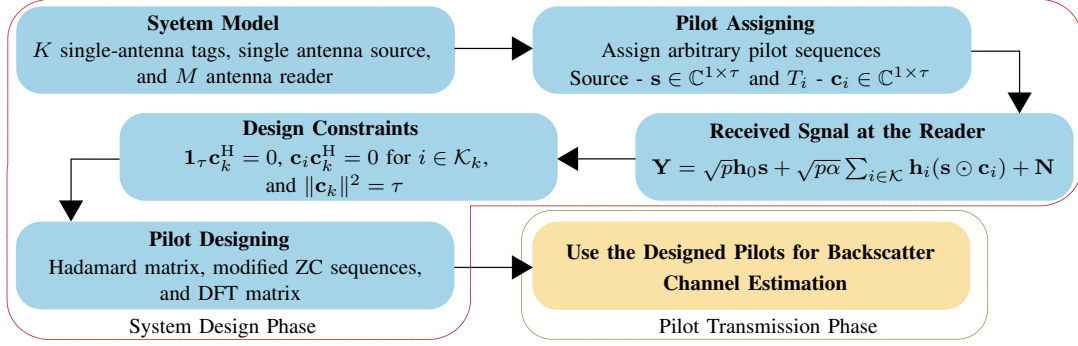 Syetem Model
K single-antenna tags, single antenna source,
and M antenna reader
Pilot Assigning
Assign arbitrary pilot sequences
Source - s ∈ ℂ^{1×τ} and T_i - c_i ∈ ℂ^{1×τ}
Received Sgnal at the Reader
Y = √p h_0 s + √pα ∑_{i∈𝒦} h_i(s ⊙ c_i) + N
Design Constraints
1_τ c_k^H = 0, c_i c_k^H = 0 for i ∈ 𝒦_k,
and ‖c_k‖² = τ
Pilot Designing
Hadamard matrix, modified ZC sequences,
and DFT matrix
Use the Designed Pilots for Backscatter
Channel Estimation
System Design Phase
Pilot Transmission Phase